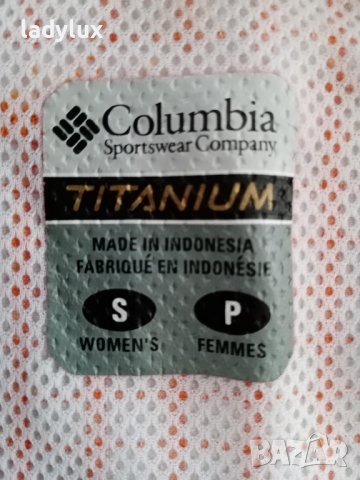 ladylux
Columbia
Sportswear Company
TITANIUM
MADE IN INDONESIA
FABRIQUÉ EN INDONÉSIE
S P
WOMEN'S FEMMES
BAZAR